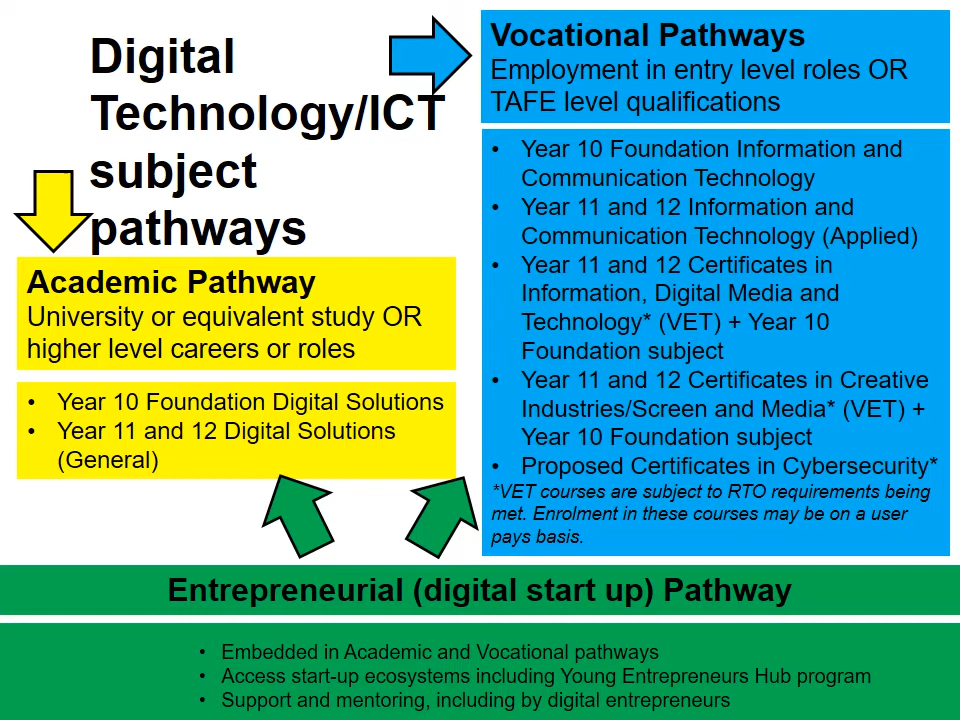 Digital
Technology/ICT
subject
pathways
Vocational Pathways
Employment in entry level roles OR
TAFE level qualifications
• Year 10 Foundation Information and
Communication Technology
• Year 11 and 12 Information and
Communication Technology (Applied)
• Year 11 and 12 Certificates in
Information, Digital Media and
Technology* (VET) + Year 10
Foundation subject
• Year 11 and 12 Certificates in Creative
Industries/Screen and Media* (VET) +
Year 10 Foundation subject
• Proposed Certificates in Cybersecurity*
*VET courses are subject to RTO requirements being
met. Enrolment in these courses may be on a user
pays basis.
Academic Pathway
University or equivalent study OR
higher level careers or roles
• Year 10 Foundation Digital Solutions
• Year 11 and 12 Digital Solutions
(General)
Entrepreneurial (digital start up) Pathway
• Embedded in Academic and Vocational pathways
• Access start-up ecosystems including Young Entrepreneurs Hub program
• Support and mentoring, including by digital entrepreneurs